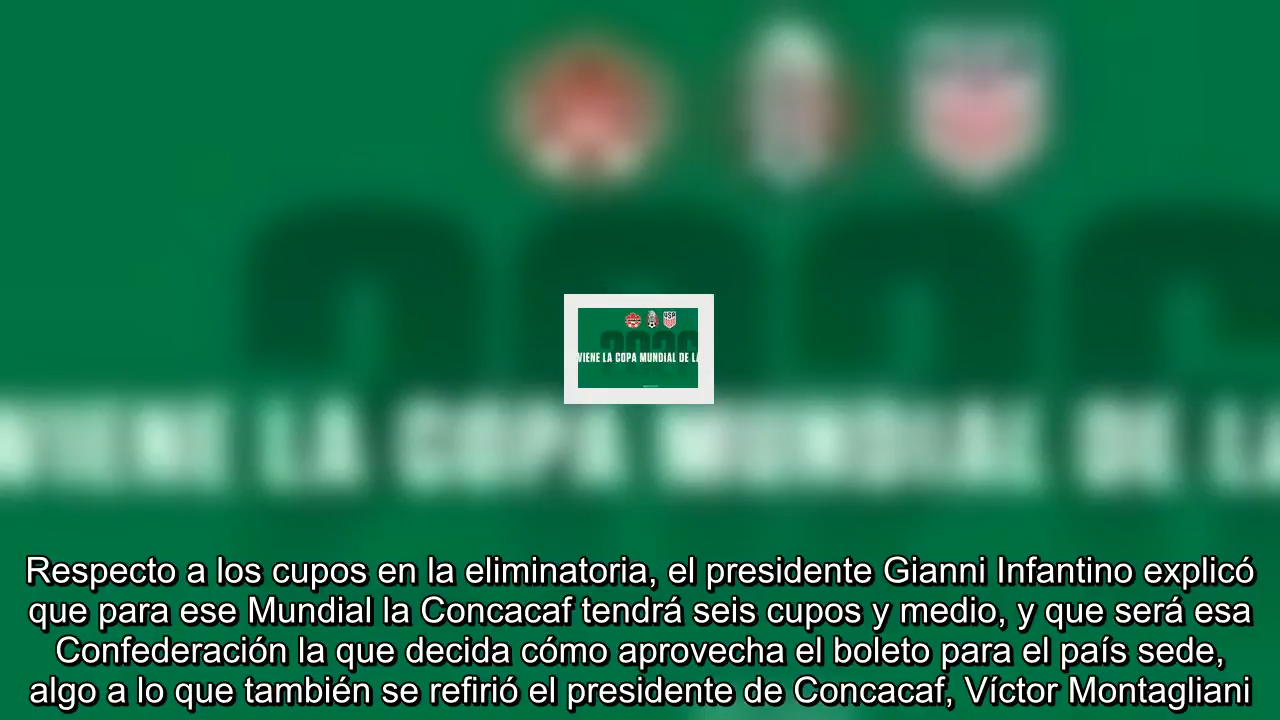 2026
VIENE LA COPA MUNDIAL DE LA
Respecto a los cupos en la eliminatoria, el presidente Gianni Infantino explicó
que para ese Mundial la Concacaf tendrá seis cupos y medio, y que será esa
Confederación la que decida cómo aprovecha el boleto para el país sede,
algo a lo que también se refirió el presidente de Concacaf, Víctor Montagliani